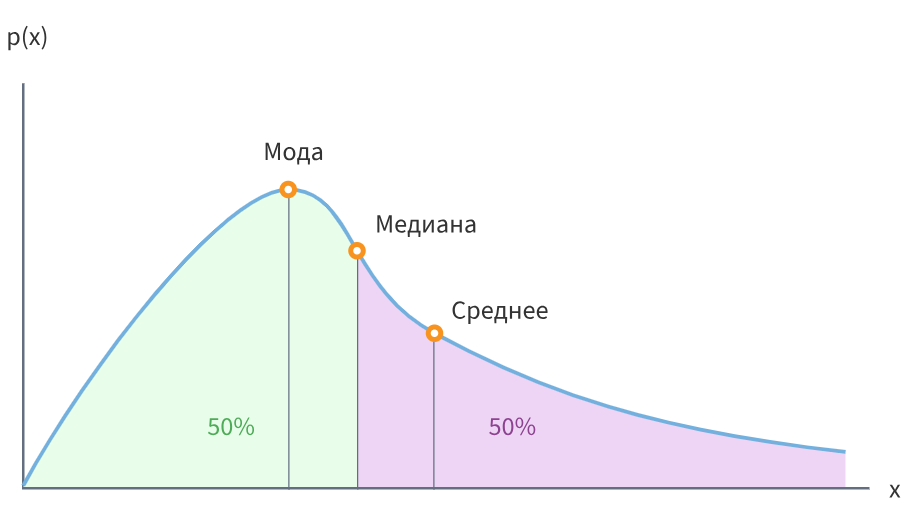 p(x)
Мода
Медиана
Среднее
50%
50%
x